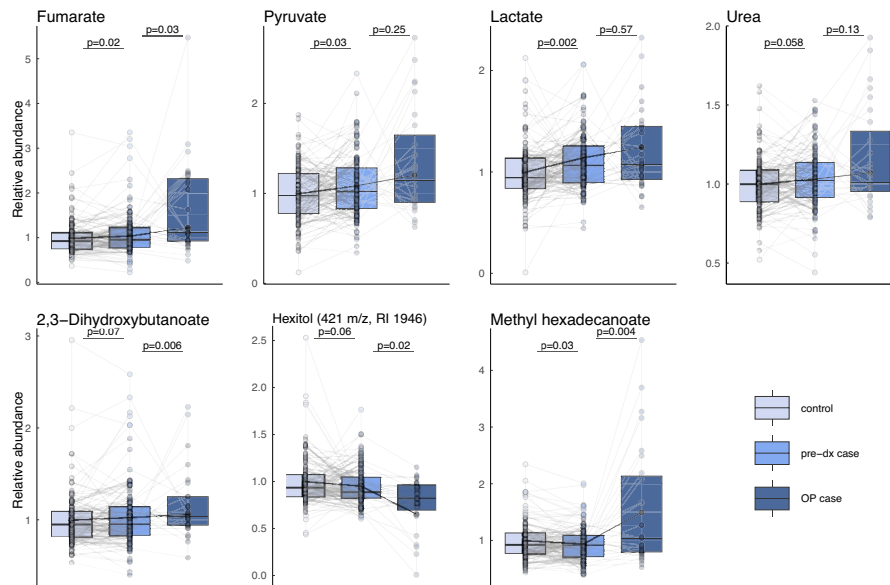 Fumarate
Pyruvate
Lactate
Urea
p=0.02
p=0.03
p=0.03
p=0.25
p=0.002
p=0.57
p=0.058
p=0.13
Relative abundance
5
4
3
2
1
0
2
1
0
2
1
0
2.0
1.5
1.0
0.5
2,3−Dihydroxybutanoate
Hexitol (421 m/z, RI 1946)
Methyl hexadecanoate
p=0.07
p=0.006
p=0.06
p=0.02
p=0.03
p=0.004
Relative abundance
3
2
1
2.5
2.0
1.5
1.0
0.5
0.0
4
3
2
1
control
pre−dx case
OP case